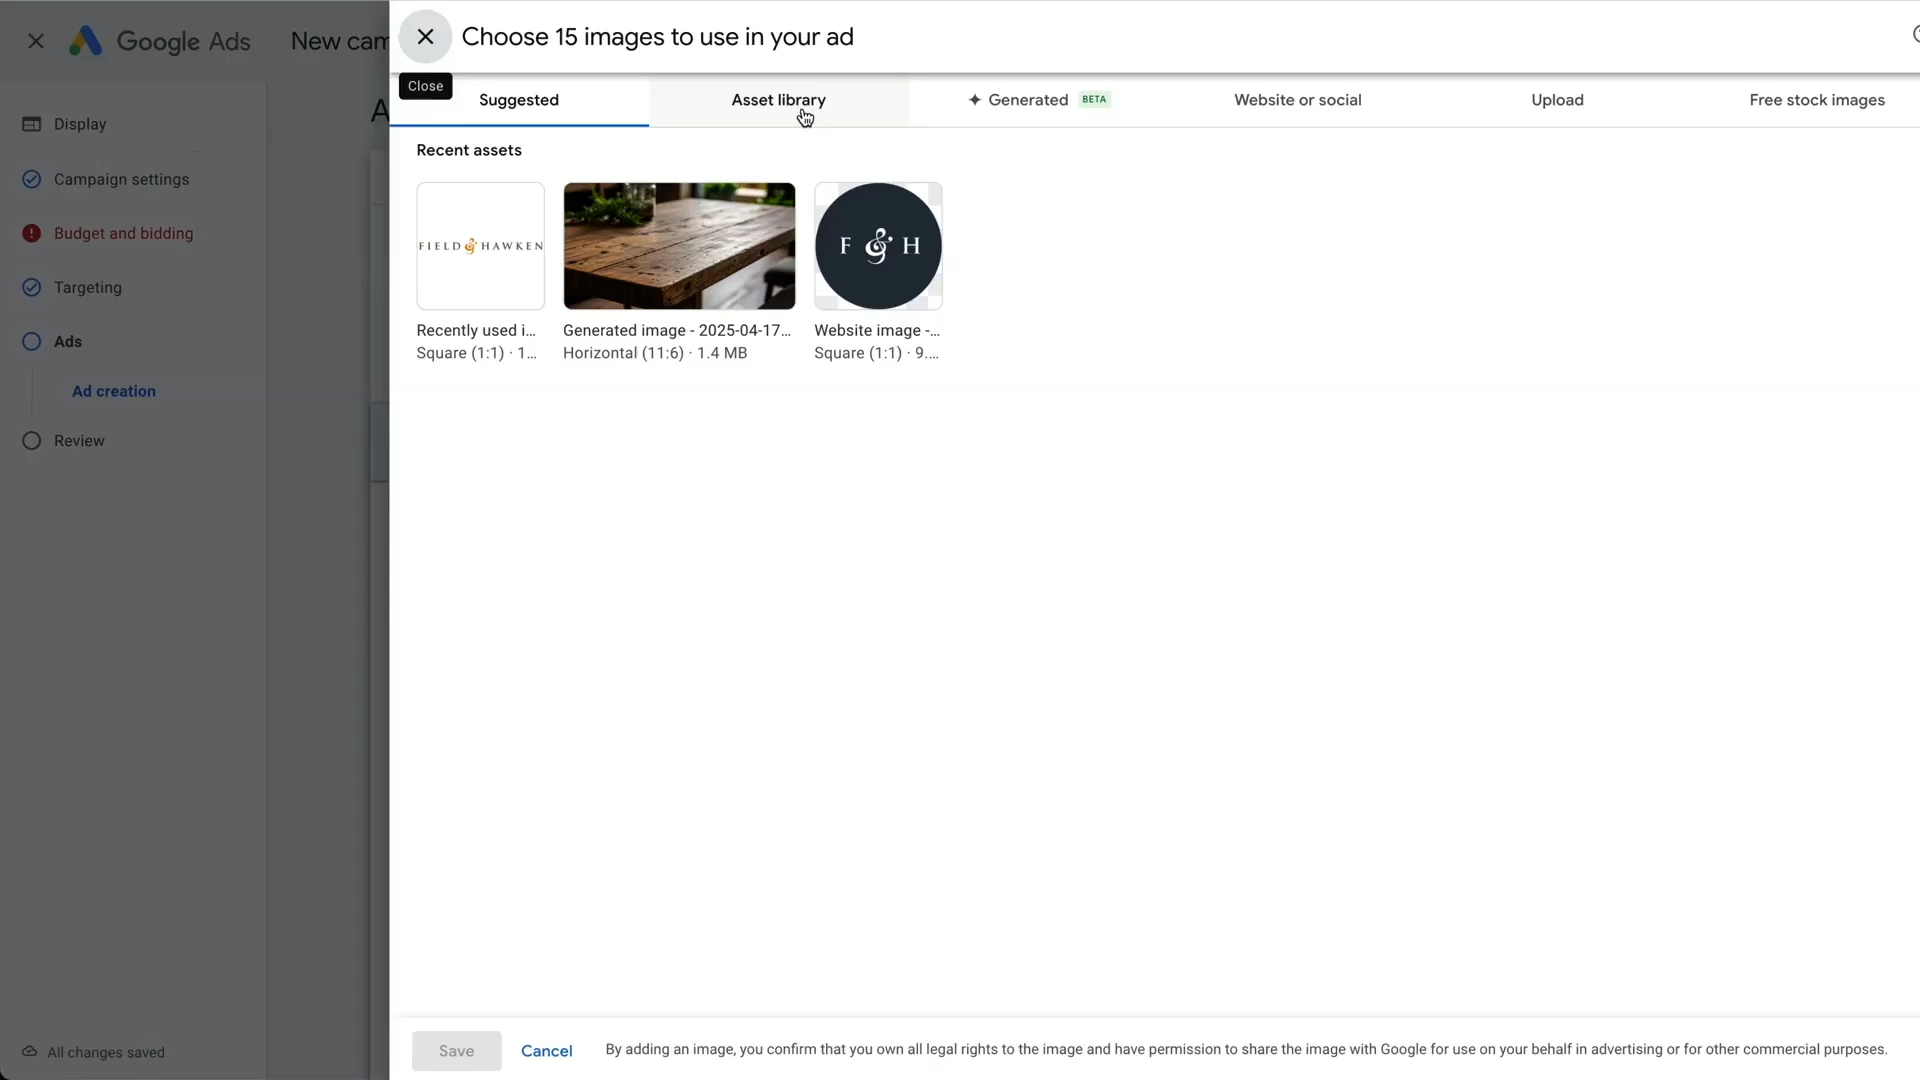 Google Ads
New cam
Choose 15 images to use in your ad
Close
Suggested
Asset library
Generated BETA
Website or social
Upload
Free stock images
Display
Campaign settings
Budget and bidding
Targeting
Ads
Ad creation
Review
All changes saved
A
Recent assets
FIELD & HAWKEN
F & H
Recently used i...
Square (1:1) · 1...
Generated image - 2025-04-17...
Horizontal (11:6) · 1.4 MB
Website image -...
Square (1:1) · 9....
Save
Cancel
By adding an image, you confirm that you own all legal rights to the image and have permission to share the image with Google for use on your behalf in advertising or for other commercial purposes.